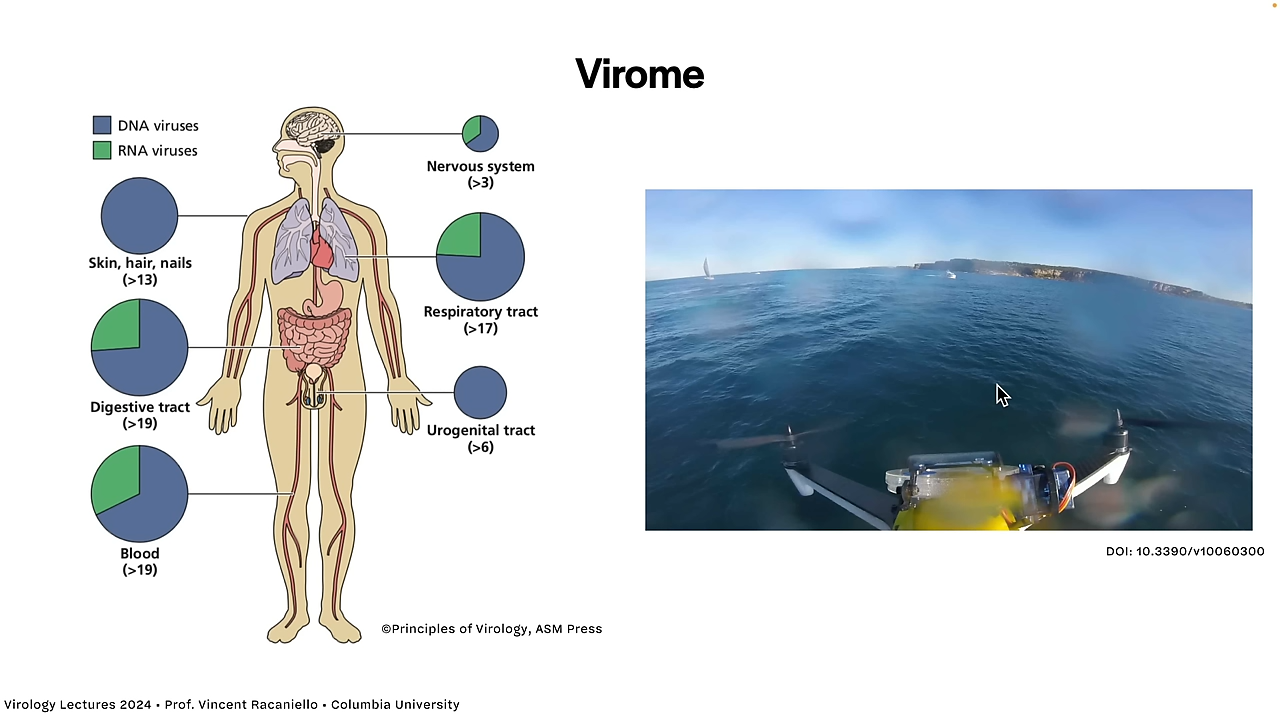 Virome
DNA viruses
RNA viruses
Nervous system
(>3)
Skin, hair, nails
(>13)
Respiratory tract
(>17)
Digestive tract
(>19)
Urogenital tract
(>6)
Blood
(>19)
DOI: 10.3390/v10060300
©Principles of Virology, ASM Press
Virology Lectures 2024 • Prof. Vincent Racaniello • Columbia University